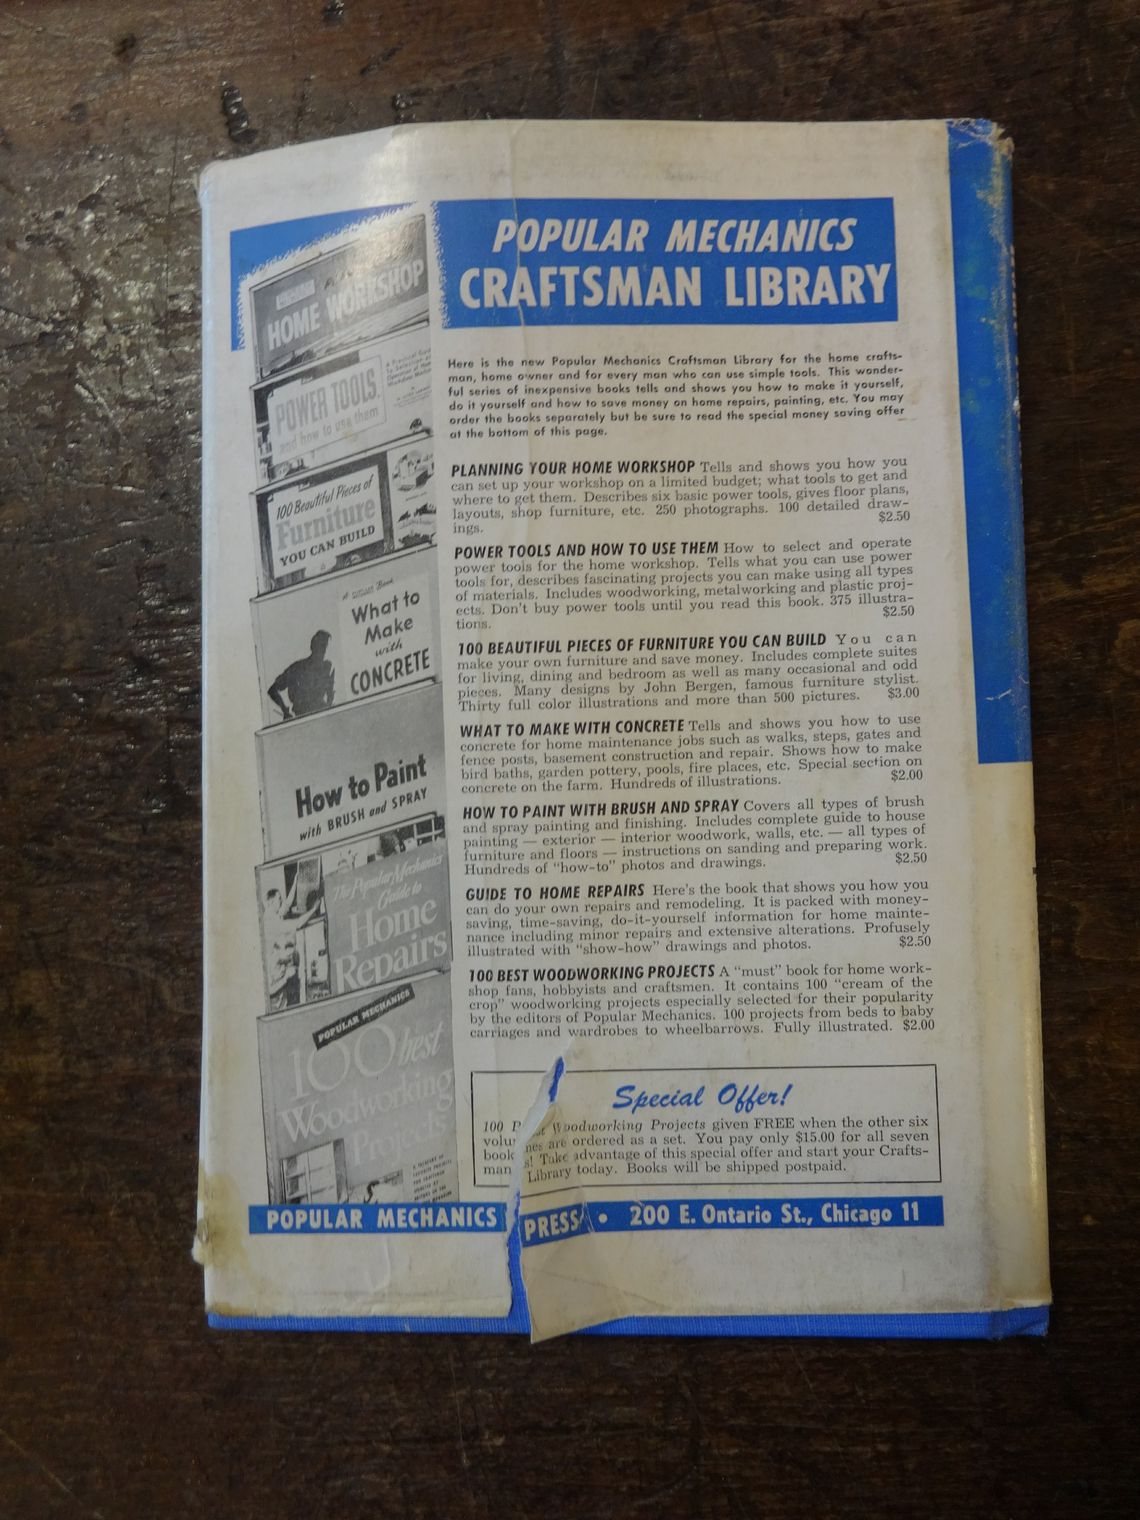 POPULAR MECHANICS
CRAFTSMAN LIBRARY
Here is the new Popular Mechanics Craftsman Library for the home crafts-
man, home owner and for every man who can use simple tools. This wonder-
ful series of inexpensive books tells and shows you how to make it yourself,
do it yourself and how to save money on home repairs, painting, etc. You may
order the books separately but be sure to read the special money saving offer
at the bottom of this page.
PLANNING YOUR HOME WORKSHOP Tells and shows you how you
can set up your workshop on a limited budget; what tools to get and
where to get them. Describes six basic power tools, gives floor plans,
layouts, shop furniture, etc. 250 photographs. 100 detailed draw-
ings. $2.50
POWER TOOLS AND HOW TO USE THEM How to select and operate
power tools for the home workshop. Tells what you can use power
tools for, describes fascinating projects you can make using all types
of materials. Includes woodworking, metalworking and plastic proj-
ects. Don't buy power tools until you read this book. 375 illustra-
tions. $2.50
100 BEAUTIFUL PIECES OF FURNITURE YOU CAN BUILD You can
make your own furniture and save money. Includes complete suites
for living, dining and bedroom as well as many occasional and odd
pieces. Many designs by John Bergen, famous furniture stylist.
Thirty full color illustrations and more than 500 pictures. $3.00
WHAT TO MAKE WITH CONCRETE Tells and shows you how to use
concrete for home maintenance jobs such as walks, steps, gates and
fence posts, basement construction and repair. Shows how to make
bird baths, garden pottery, pools, fire places, etc. Special section on
concrete on the farm. Hundreds of illustrations. $2.00
HOW TO PAINT WITH BRUSH AND SPRAY Covers all types of brush
and spray painting and finishing. Includes complete guide to house
painting — exterior — interior woodwork, walls, etc. — all types of
furniture and floors — instructions on sanding and preparing work.
Hundreds of "how-to" photos and drawings. $2.50
GUIDE TO HOME REPAIRS Here's the book that shows you how you
can do your own repairs and remodeling. It is packed with money-
saving, time-saving, do-it-yourself information for home mainte-
nance including minor repairs and extensive alterations. Profusely
illustrated with "show-how" drawings and photos. $2.50
100 BEST WOODWORKING PROJECTS A "must" book for home work-
shop fans, hobbyists and craftsmen. It contains 100 "cream of the
crop" woodworking projects especially selected for their popularity
by the editors of Popular Mechanics. 100 projects from beds to baby
carriages and wardrobes to wheelbarrows. Fully illustrated. $2.00
Special Offer!
100 Woodworking Projects given FREE when the other six
volumes are ordered as a set. You pay only $15.00 for all seven
books! Take advantage of this special offer and start your Crafts-
man Library today. Books will be shipped postpaid.
POPULAR MECHANICS PRESS • 200 E. Ontario St., Chicago 11
HOME WORKSHOP
POWER TOOLS
and how to use them
100 Beautiful Pieces of
Furniture
YOU CAN BUILD
What to
Make
with
CONCRETE
How to Paint
with BRUSH and SPRAY
The Popular Mechanics
Guide to
Home
Repairs
POPULAR MECHANICS
100 best
Woodworking
Projects